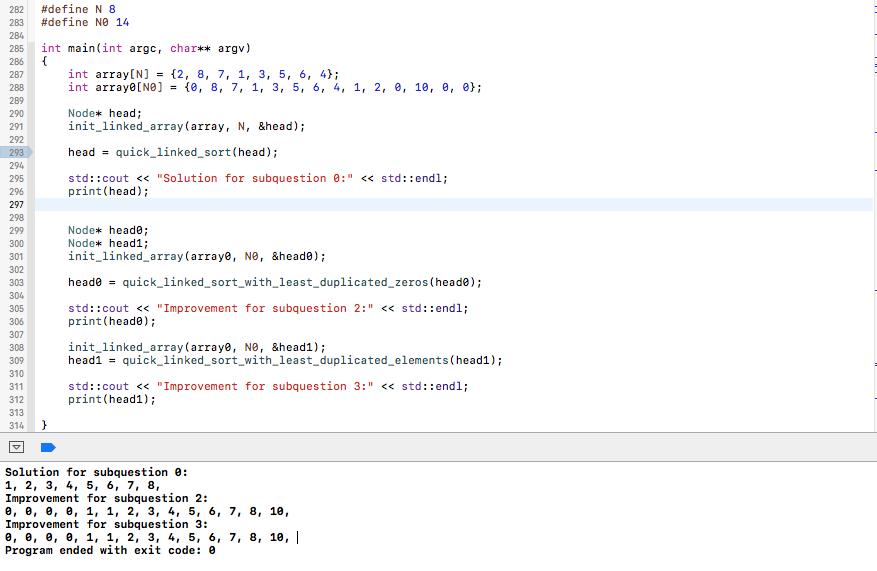 282 #define N 8
283 #define N0 14
284
285 int main(int argc, char** argv)
286 {
287 int array[N] = {2, 8, 7, 1, 3, 5, 6, 4};
288 int array0[N0] = {0, 8, 7, 1, 3, 5, 6, 4, 1, 2, 0, 10, 0, 0};
289
290 Node* head;
291 init_linked_array(array, N, &head);
292
293 head = quick_linked_sort(head);
294
295 std::cout << "Solution for subquestion 0:" << std::endl;
296 print(head);
297
298
299 Node* head0;
300 Node* head1;
301 init_linked_array(array0, N0, &head0);
302
303 head0 = quick_linked_sort_with_least_duplicated_zeros(head0);
304
305 std::cout << "Improvement for subquestion 2:" << std::endl;
306 print(head0);
307
308 init_linked_array(array0, N0, &head1);
309 head1 = quick_linked_sort_with_least_duplicated_elements(head1);
310
311 std::cout << "Improvement for subquestion 3:" << std::endl;
312 print(head1);
313
314 }
Solution for subquestion 0:
1, 2, 3, 4, 5, 6, 7, 8,
Improvement for subquestion 2:
0, 0, 0, 0, 1, 1, 2, 3, 4, 5, 6, 7, 8, 10,
Improvement for subquestion 3:
0, 0, 0, 0, 1, 1, 2, 3, 4, 5, 6, 7, 8, 10,
Program ended with exit code: 0